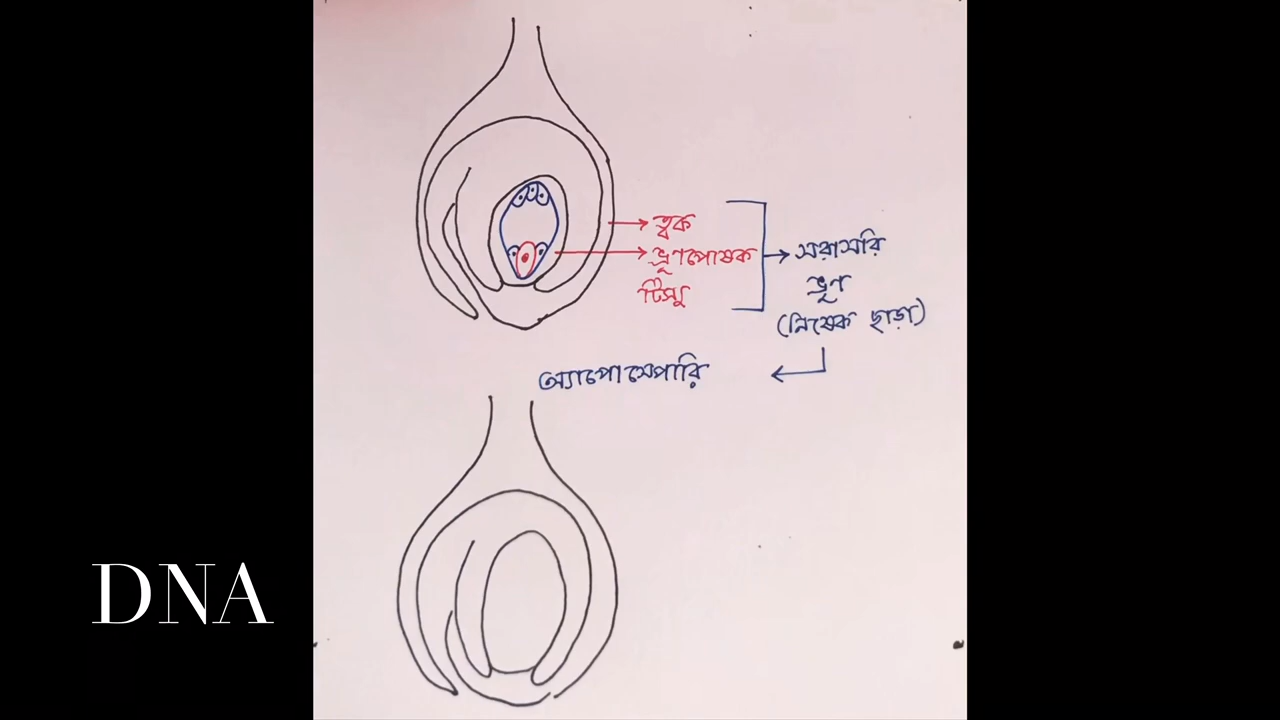 ত্বক
ভ্রূণপোষক
টিস্যু
সরাসরি
ভ্রূণ
(নিষেক ছাড়া)
অ্যাপোস্পোরি
DNA